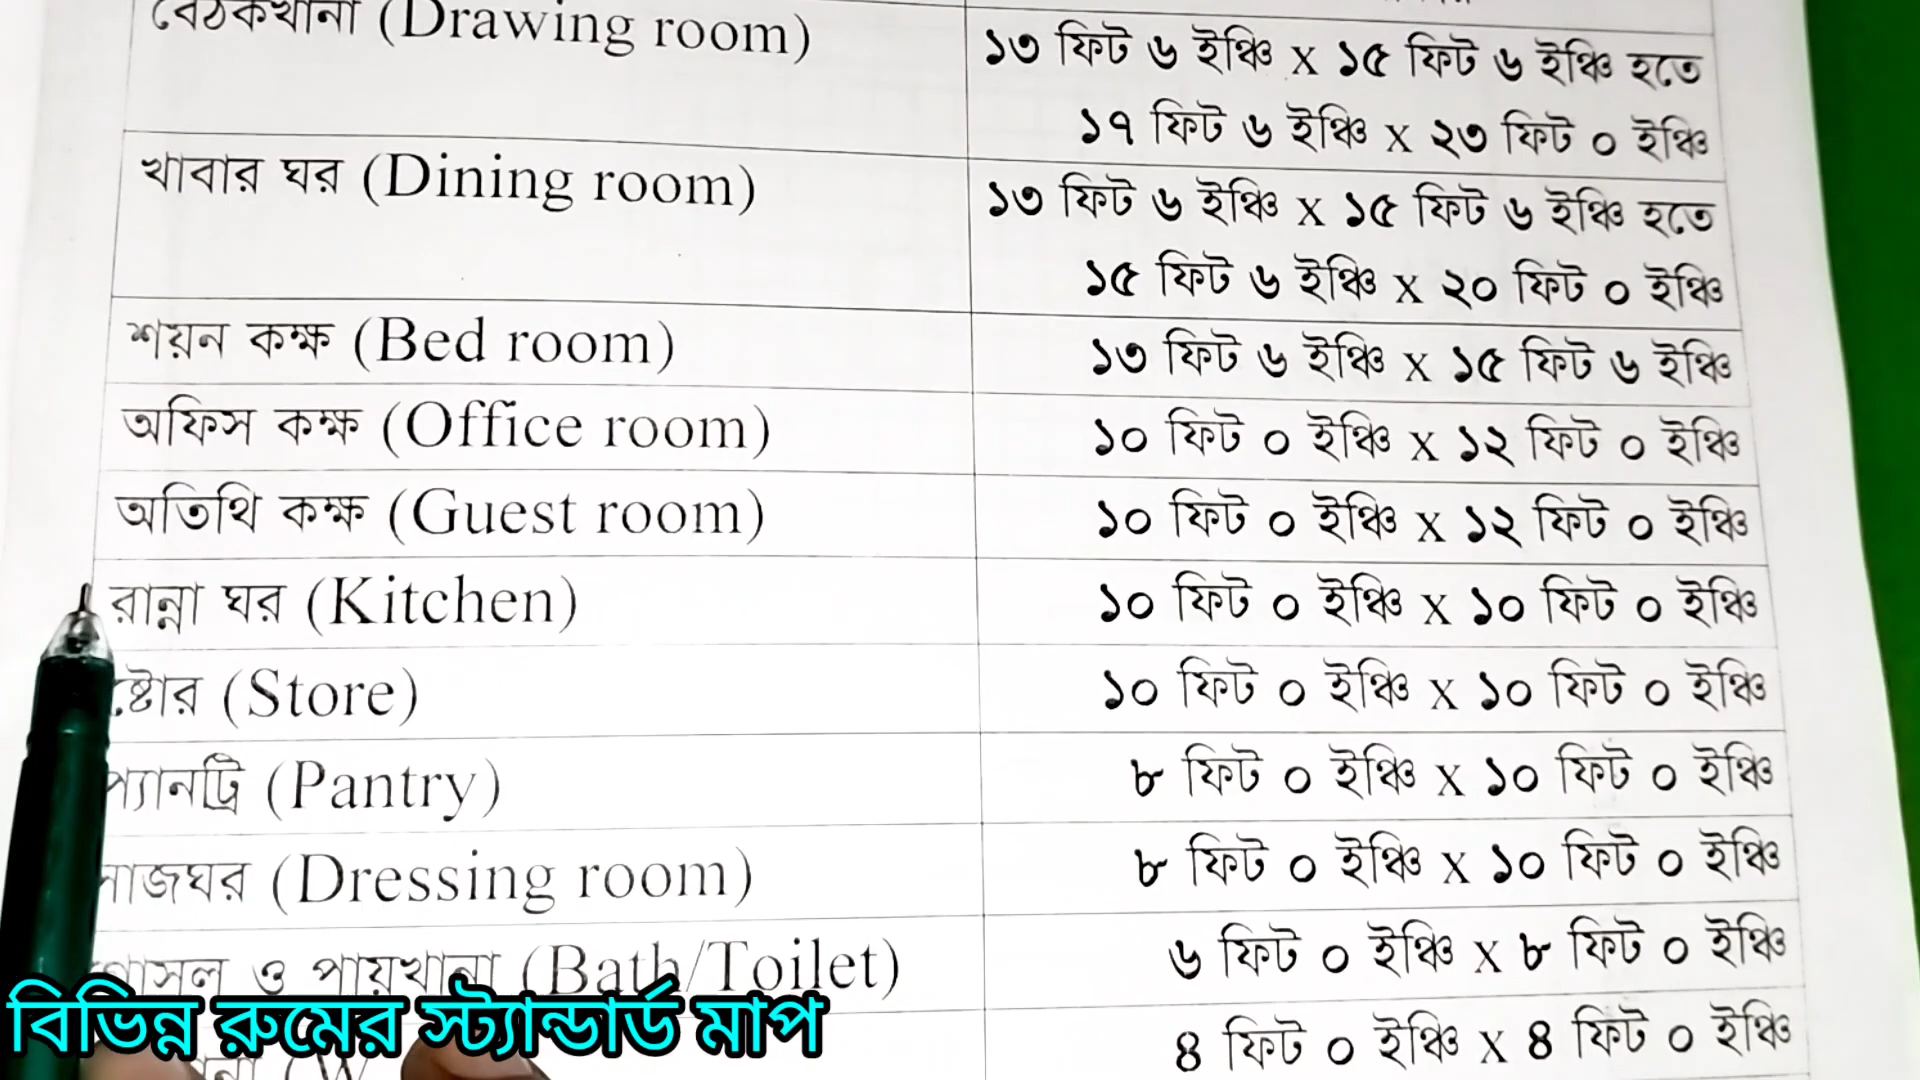 বৈঠকখানা (Drawing room)
১৩ ফিট ৬ ইঞ্চি x ১৫ ফিট ৬ ইঞ্চি হতে
১৭ ফিট ৬ ইঞ্চি x ২৩ ফিট ০ ইঞ্চি
খাবার ঘর (Dining room)
১৩ ফিট ৬ ইঞ্চি x ১৫ ফিট ৬ ইঞ্চি হতে
১৫ ফিট ৬ ইঞ্চি x ২০ ফিট ০ ইঞ্চি
শয়ন কক্ষ (Bed room) ১৩ ফিট ৬ ইঞ্চি x ১৫ ফিট ৬ ইঞ্চি
অফিস কক্ষ (Office room) ১০ ফিট ০ ইঞ্চি x ১২ ফিট ০ ইঞ্চি
অতিথি কক্ষ (Guest room) ১০ ফিট ০ ইঞ্চি x ১২ ফিট ০ ইঞ্চি
রান্না ঘর (Kitchen) ১০ ফিট ০ ইঞ্চি x ১০ ফিট ০ ইঞ্চি
ষ্টোর (Store) ১০ ফিট ০ ইঞ্চি x ১০ ফিট ০ ইঞ্চি
প্যানট্রি (Pantry) ৮ ফিট ০ ইঞ্চি x ১০ ফিট ০ ইঞ্চি
সাজঘর (Dressing room) ৮ ফিট ০ ইঞ্চি x ১০ ফিট ০ ইঞ্চি
গোসল ও পায়খানা (Bath/Toilet) ৬ ফিট ০ ইঞ্চি x ৮ ফিট ০ ইঞ্চি
৪ ফিট ০ ইঞ্চি x ৪ ফিট ০ ইঞ্চি
বিভিন্ন রুমের স্ট্যান্ডার্ড মাপ